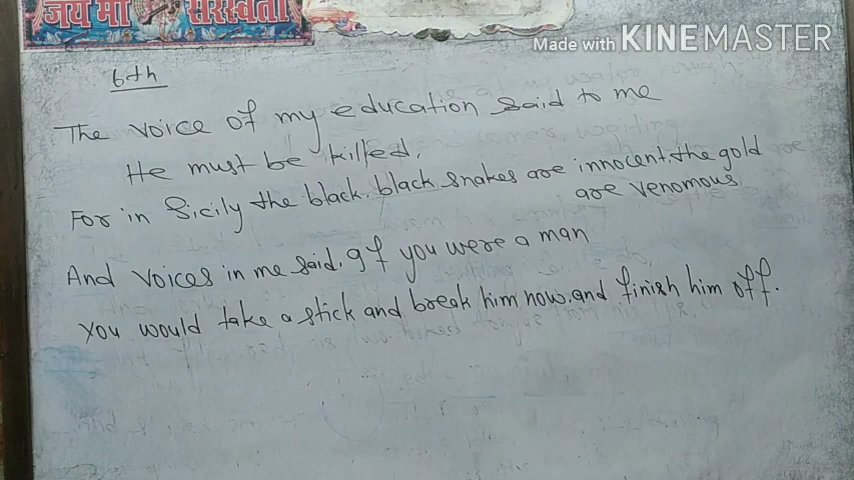 जय माँ सरस्वती
Made with KINEMASTER
6th
The voice of my education said to me
He must be killed,
For in Sicily the black, black snakes are innocent, the gold
are venomous.
And voices in me said, If you were a man
You would take a stick and break him now, and finish him off.